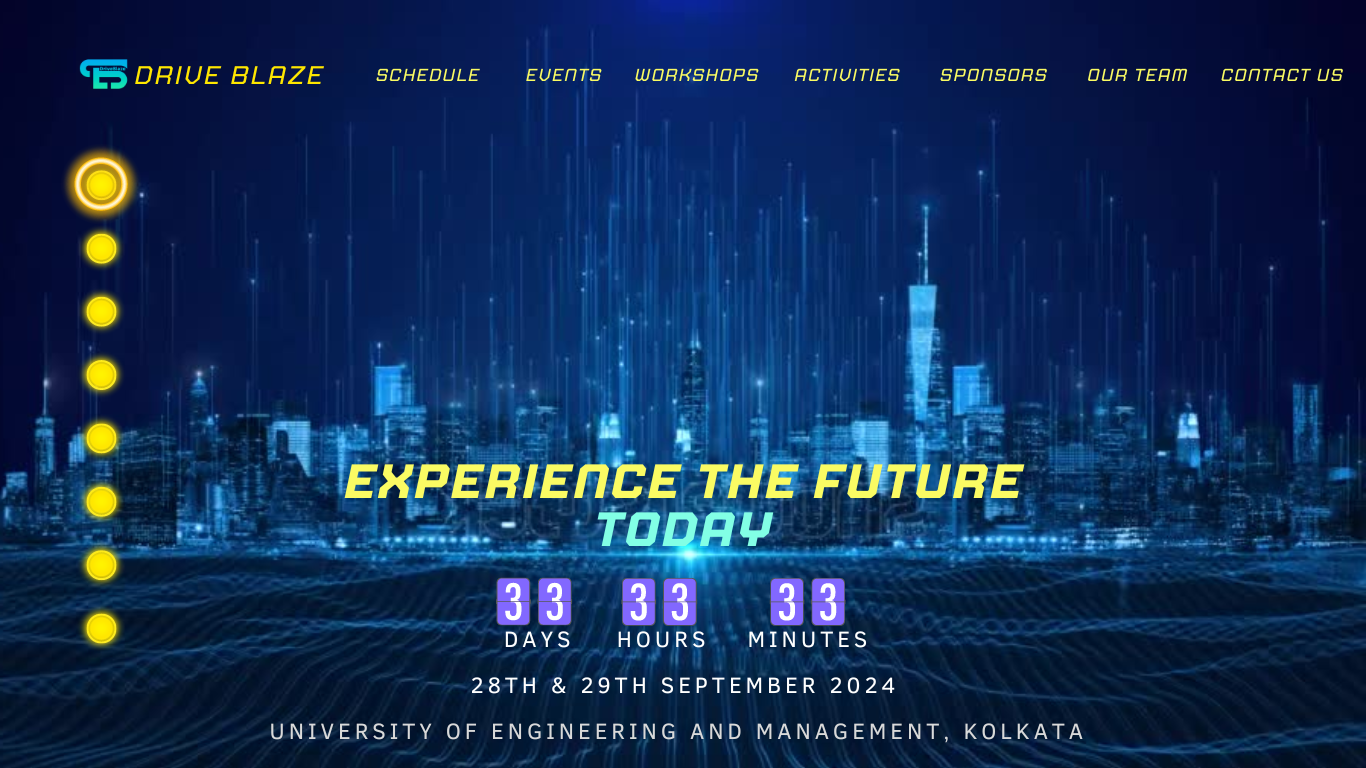 DRIVE BLAZE SCHEDULE EVENTS WORKSHOPS ACTIVITIES SPONSORS OUR TEAM CONTACT US
EXPERIENCE THE FUTURE
TODAY
33 33 33
DAYS HOURS MINUTES
28TH & 29TH SEPTEMBER 2024
UNIVERSITY OF ENGINEERING AND MANAGEMENT, KOLKATA